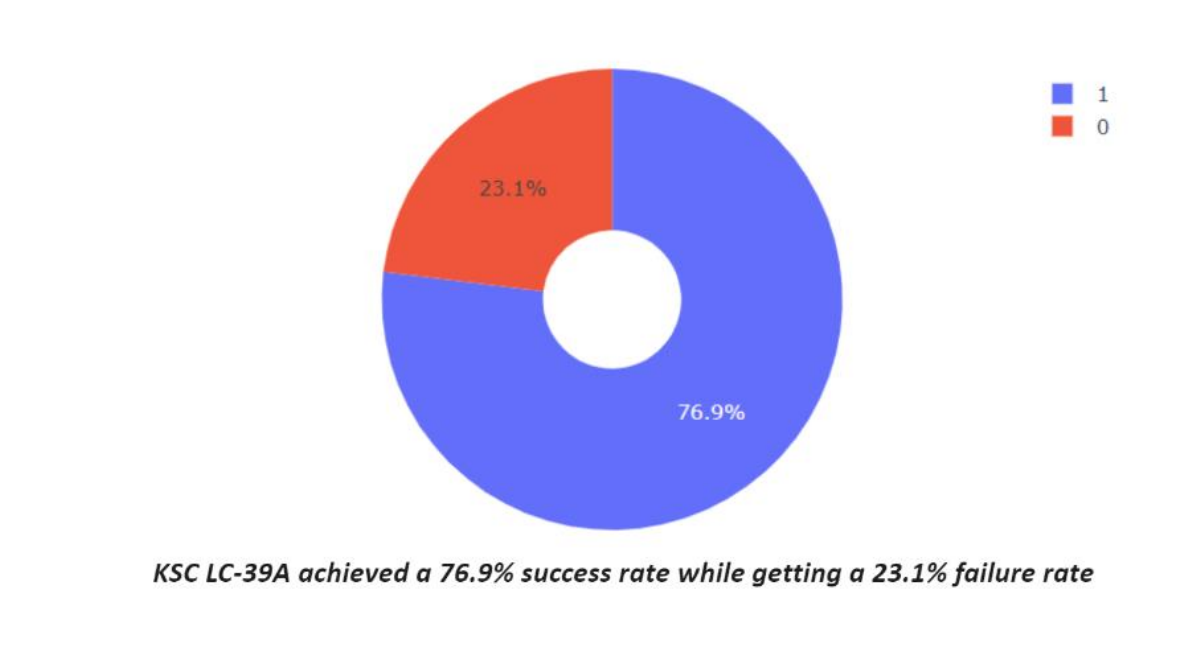 1
0
23.1%
76.9%
KSC LC-39A achieved a 76.9% success rate while getting a 23.1% failure rate